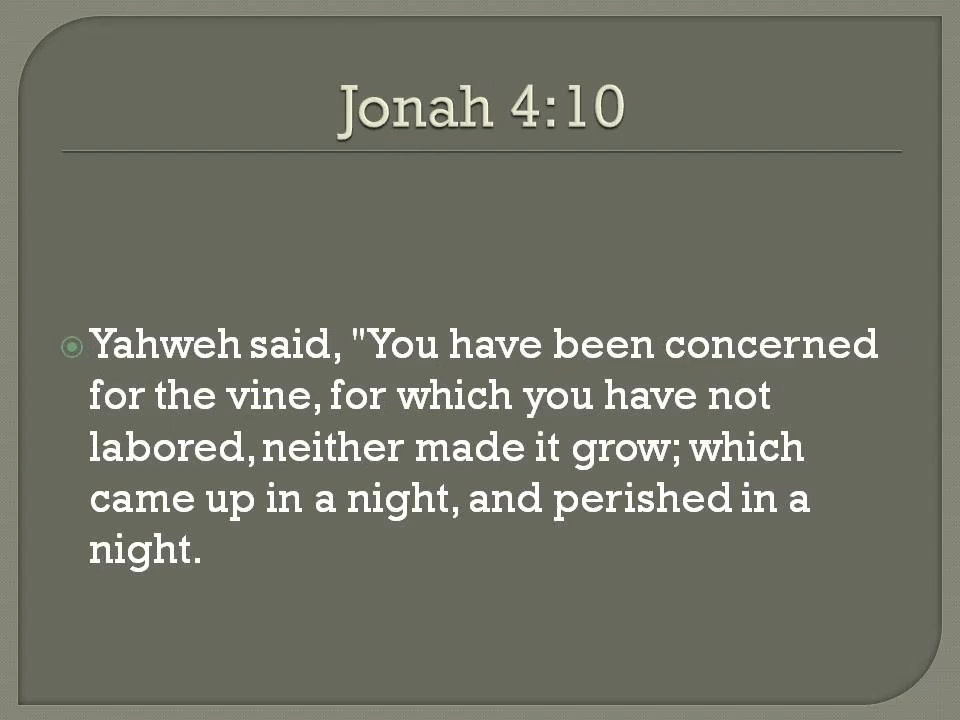 Jonah 4:10
Yahweh said, "You have been concerned
for the vine, for which you have not
labored, neither made it grow; which
came up in a night, and perished in a
night.